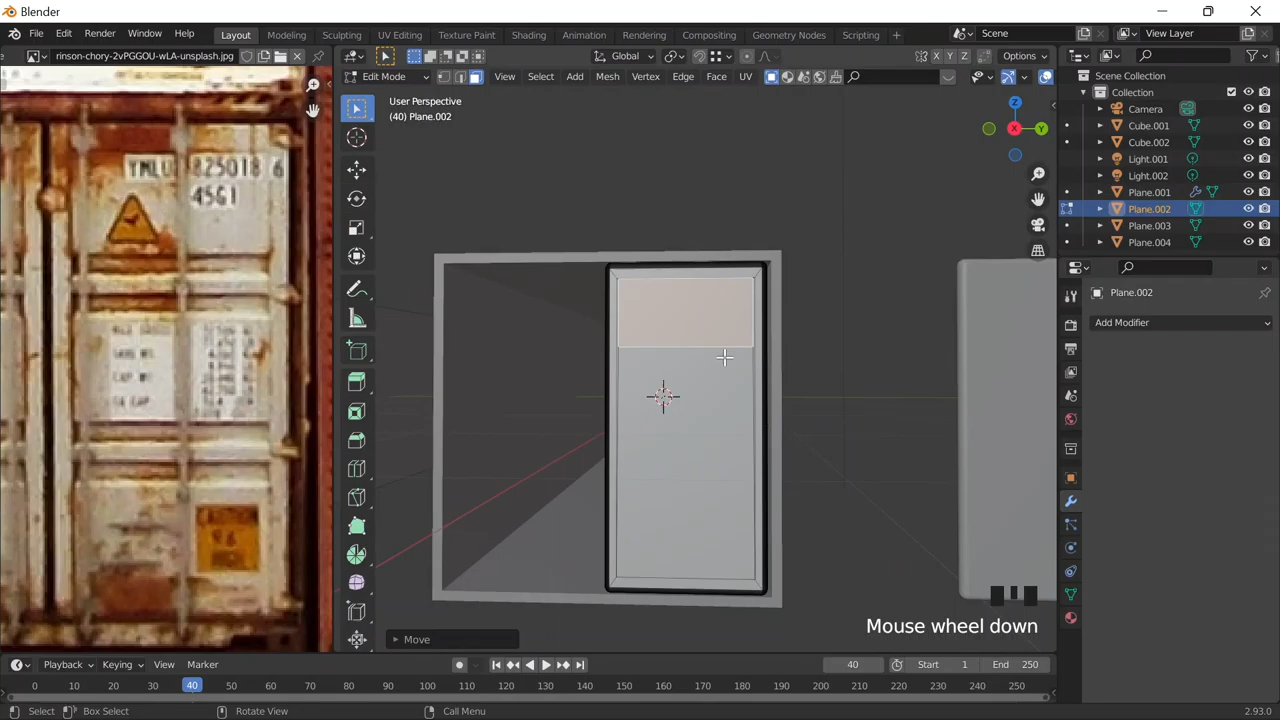 Blender
File Edit Render Window Help
Layout Modeling Sculpting UV Editing Texture Paint Shading Animation Rendering Compositing Geometry Nodes Scripting
Scene
View Layer
rinson-chory-2vPGGOU-wLA-unsplash.jpg
Global
X Y Z
Options
Edit Mode
View Select Add Mesh Vertex Edge Face UV
User Perspective
(40) Plane.002
Z
X
Y
YMLU 825018 6
45G1
Scene Collection
Collection
Camera
Cube.001
Cube.002
Light.001
Light.002
Plane.001
Plane.002
Plane.003
Plane.004
Plane.002
Add Modifier
Mouse wheel down
Move
Playback Keying View Marker
40
Start 1
End 250
0 10 20 30 40 50 60 70 80 90 100 110 120 130 140 150 160 170 180 190 200 210 220 230 240 250
Select Box Select Rotate View Call Menu
2.93.0